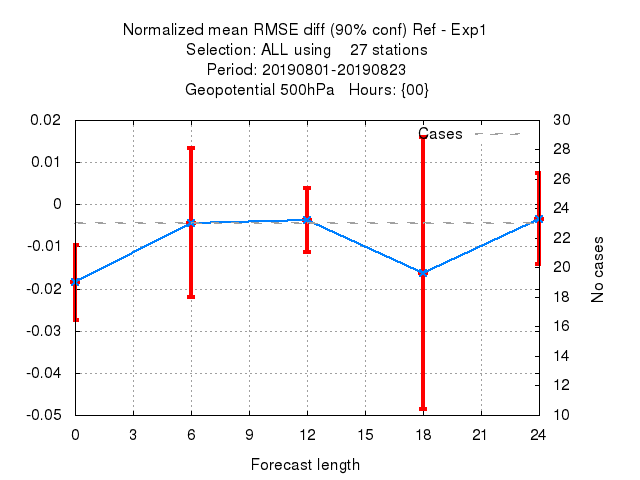 Normalized mean RMSE diff (90% conf) Ref - Exp1
Selection: ALL using    27 stations
Period: 20190801-20190823
Geopotential 500hPa   Hours: {00}
Cases
0.02
0.01
0
-0.01
-0.02
-0.03
-0.04
-0.05
30
28
26
24
22
20
18
16
14
12
10
No cases
0 3 6 9 12 15 18 21 24
Forecast length